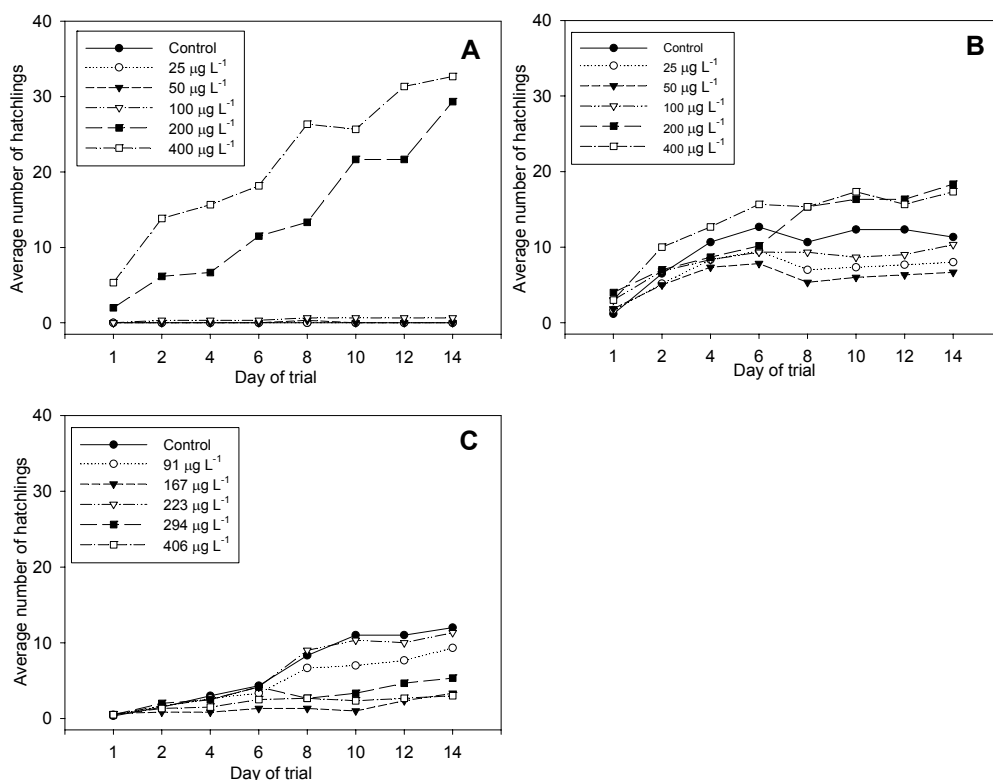 A
Control
25 µg L-1
50 µg L-1
100 µg L-1
200 µg L-1
400 µg L-1
Average number of hatchlings
40
30
20
10
0
1 2 4 6 8 10 12 14
Day of trial
B
Control
25 µg L-1
50 µg L-1
100 µg L-1
200 µg L-1
400 µg L-1
Average number of hatchlings
40
30
20
10
0
1 2 4 6 8 10 12 14
Day of trial
C
Control
91 µg L-1
167 µg L-1
223 µg L-1
294 µg L-1
406 µg L-1
Average number of hatchlings
40
30
20
10
0
1 2 4 6 8 10 12 14
Day of trial